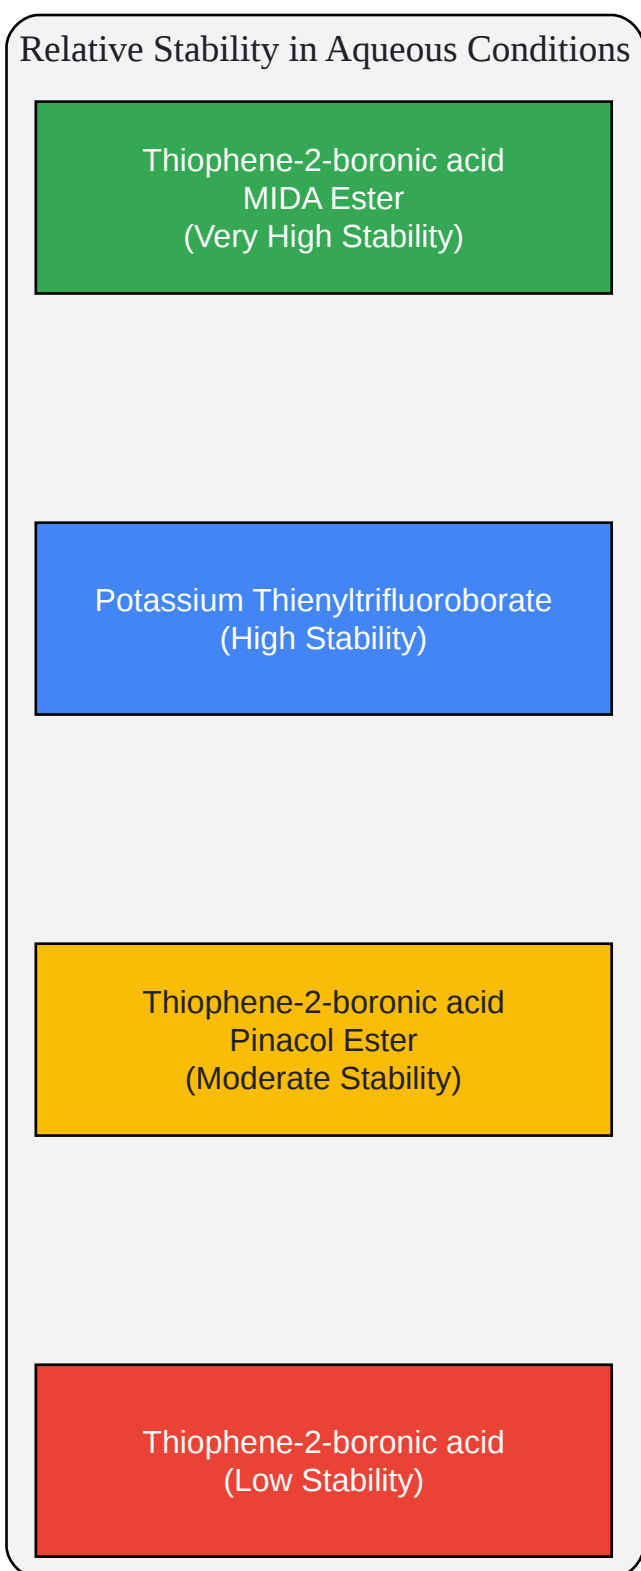 Relative Stability in Aqueous Conditions
Thiophene-2-boronic acid
MIDA Ester
(Very High Stability)
Potassium Thienyltrifluoroborate
(High Stability)
Thiophene-2-boronic acid
Pinacol Ester
(Moderate Stability)
Thiophene-2-boronic acid
(Low Stability)